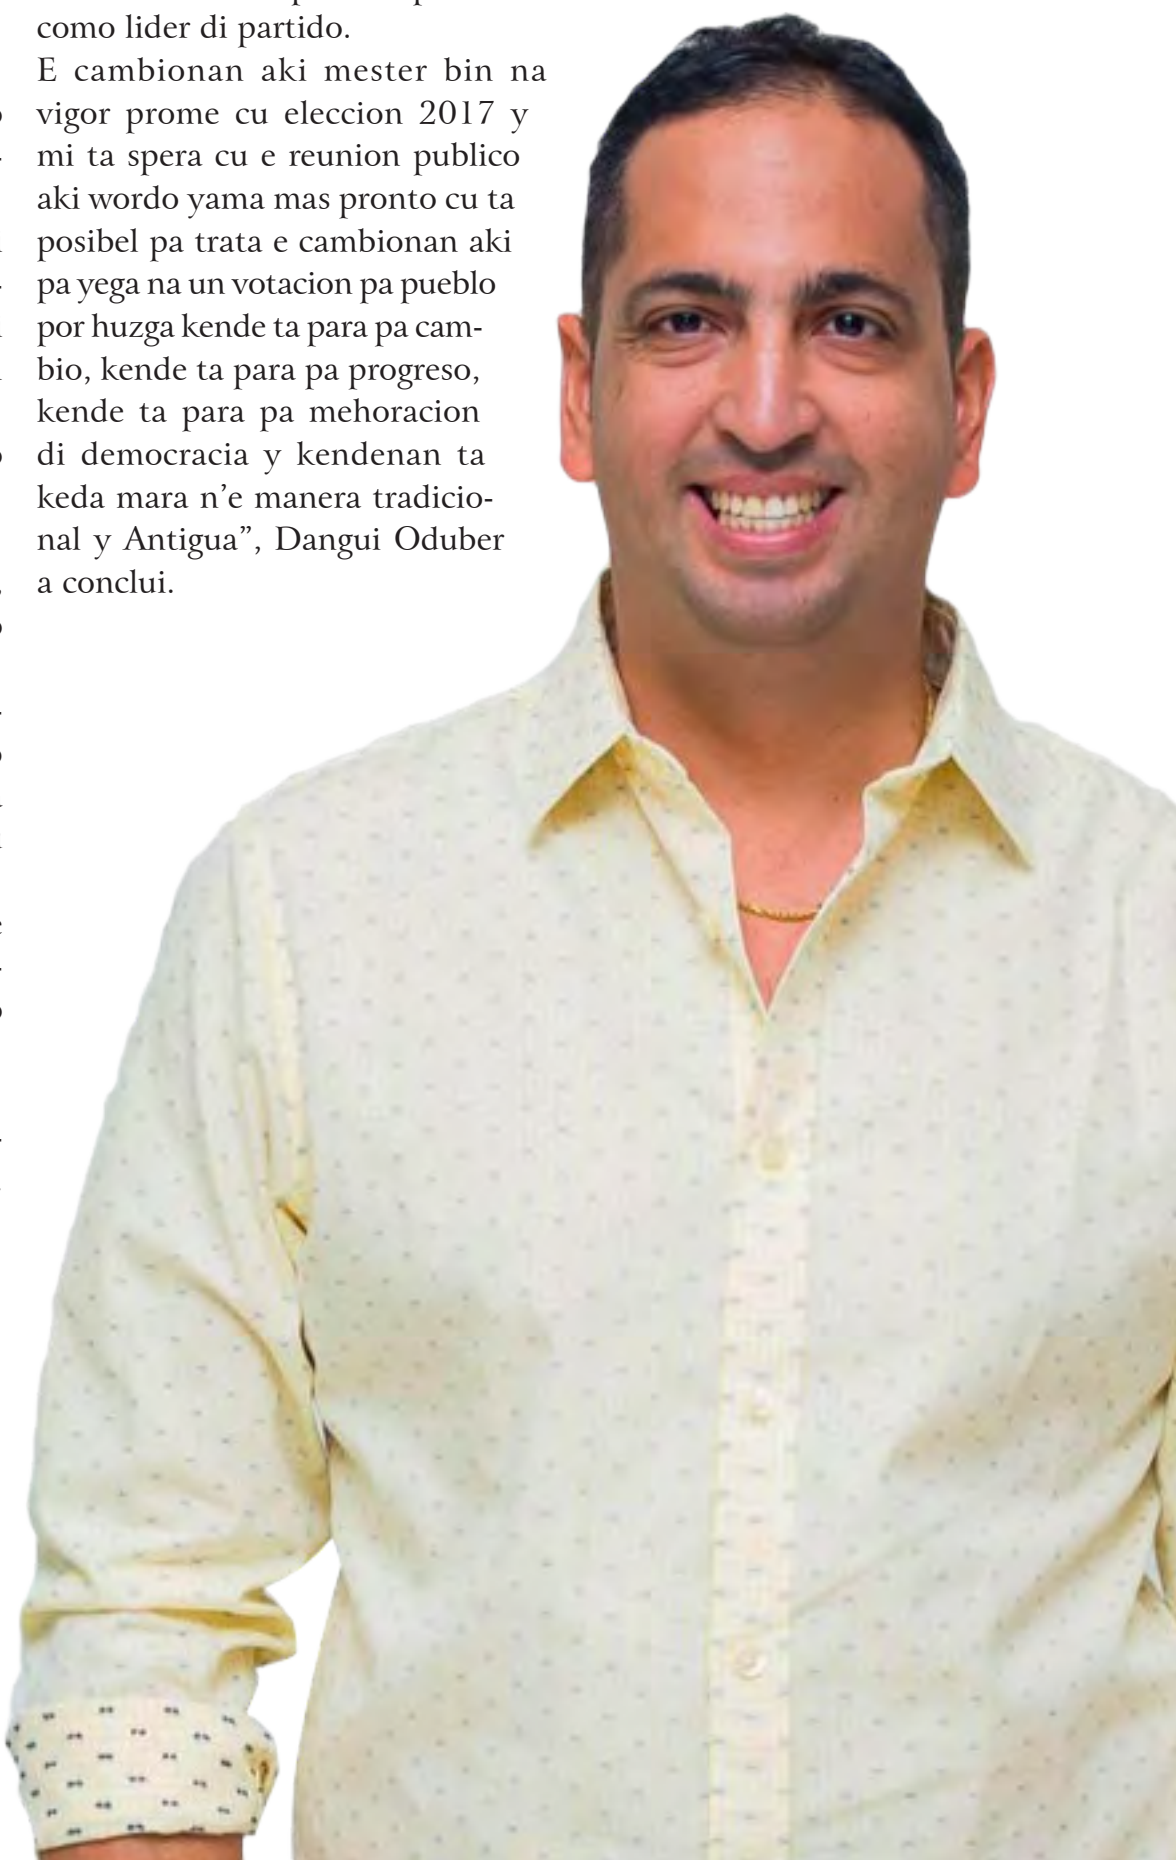 como lider di partido.
E cambionan aki mester bin na
vigor prome cu eleccion 2017 y
mi ta spera cu e reunion publico
aki wordo yama mas pronto cu ta
posibel pa trata e cambionan aki
pa yega na un votacion pa pueblo
por huzga kende ta para pa cam-
bio, kende ta para pa progreso,
kende ta para pa mehoracion
di democracia y kendenan ta
keda mara n’e manera tradicio-
nal y Antigua”, Dangui Oduber
a conclui.